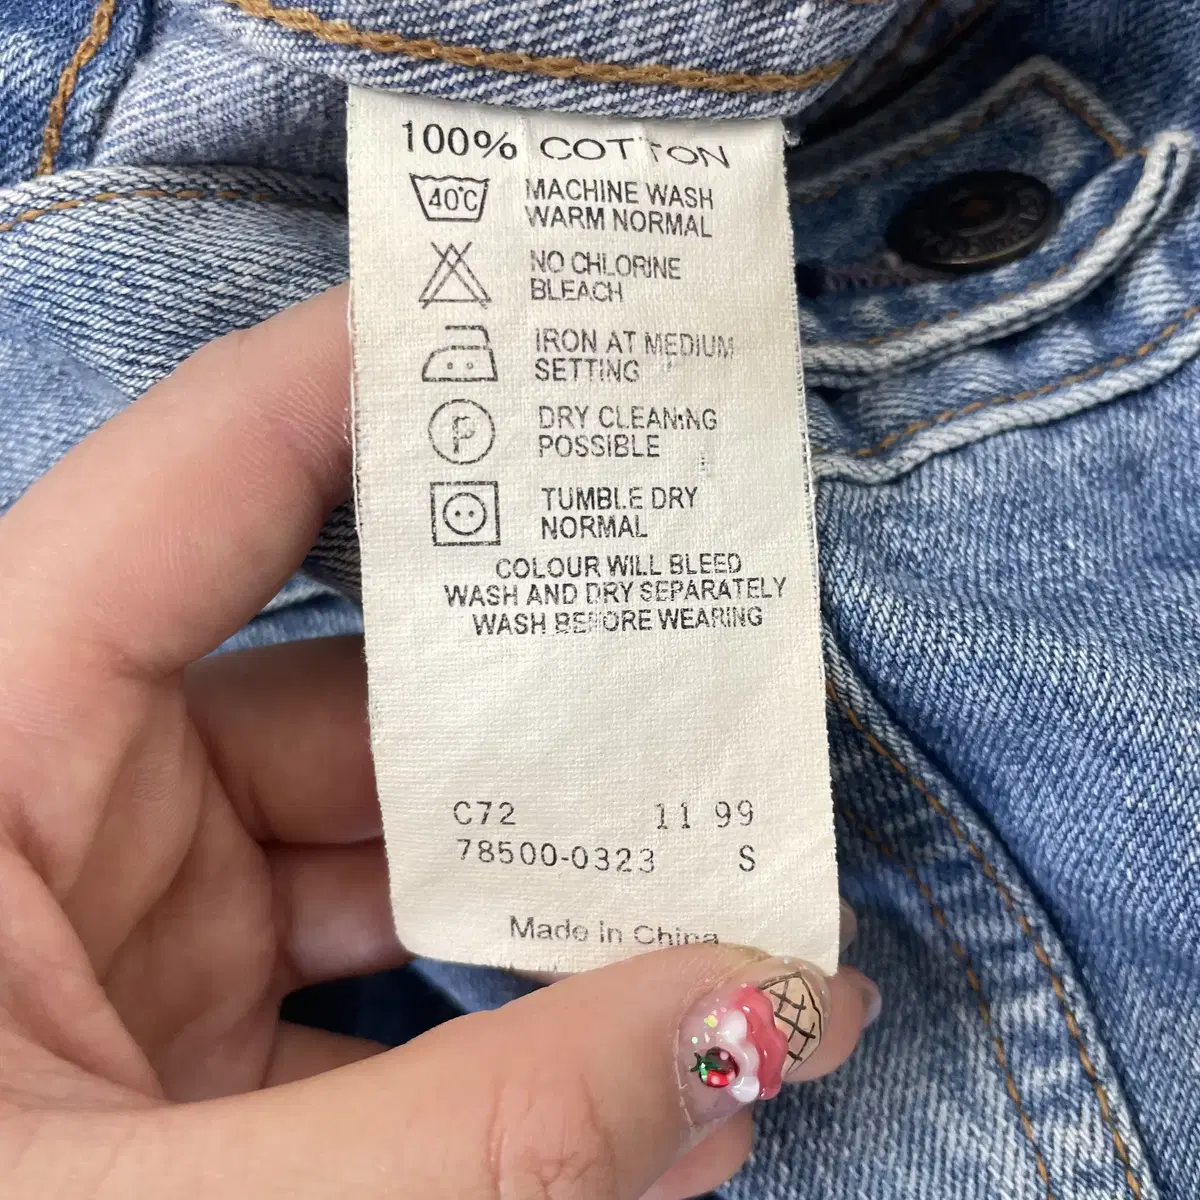 100% COTTON
40°C MACHINE WASH
WARM NORMAL
NO CHLORINE
BLEACH
IRON AT MEDIUM
SETTING
P DRY CLEANING
POSSIBLE
TUMBLE DRY
NORMAL
COLOUR WILL BLEED
WASH AND DRY SEPARATELY
WASH BEFORE WEARING
C72 11 99
78500-0323 S
Made in China